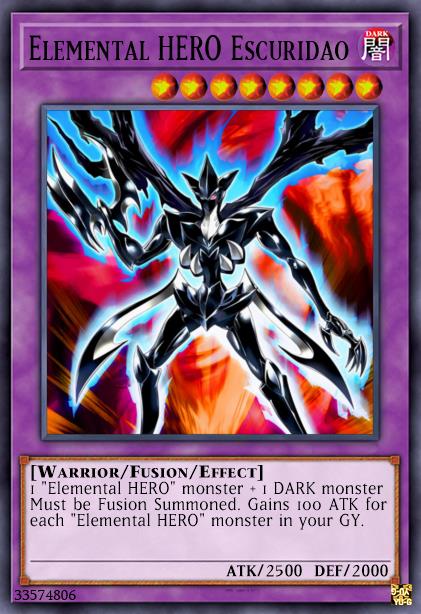 Elemental HERO Escuridao
DARK
闇
[Warrior/Fusion/Effect]
1 "Elemental HERO" monster + 1 DARK monster
Must be Fusion Summoned. Gains 100 ATK for
each "Elemental HERO" monster in your GY.
ATK/2500 DEF/2000
33574806